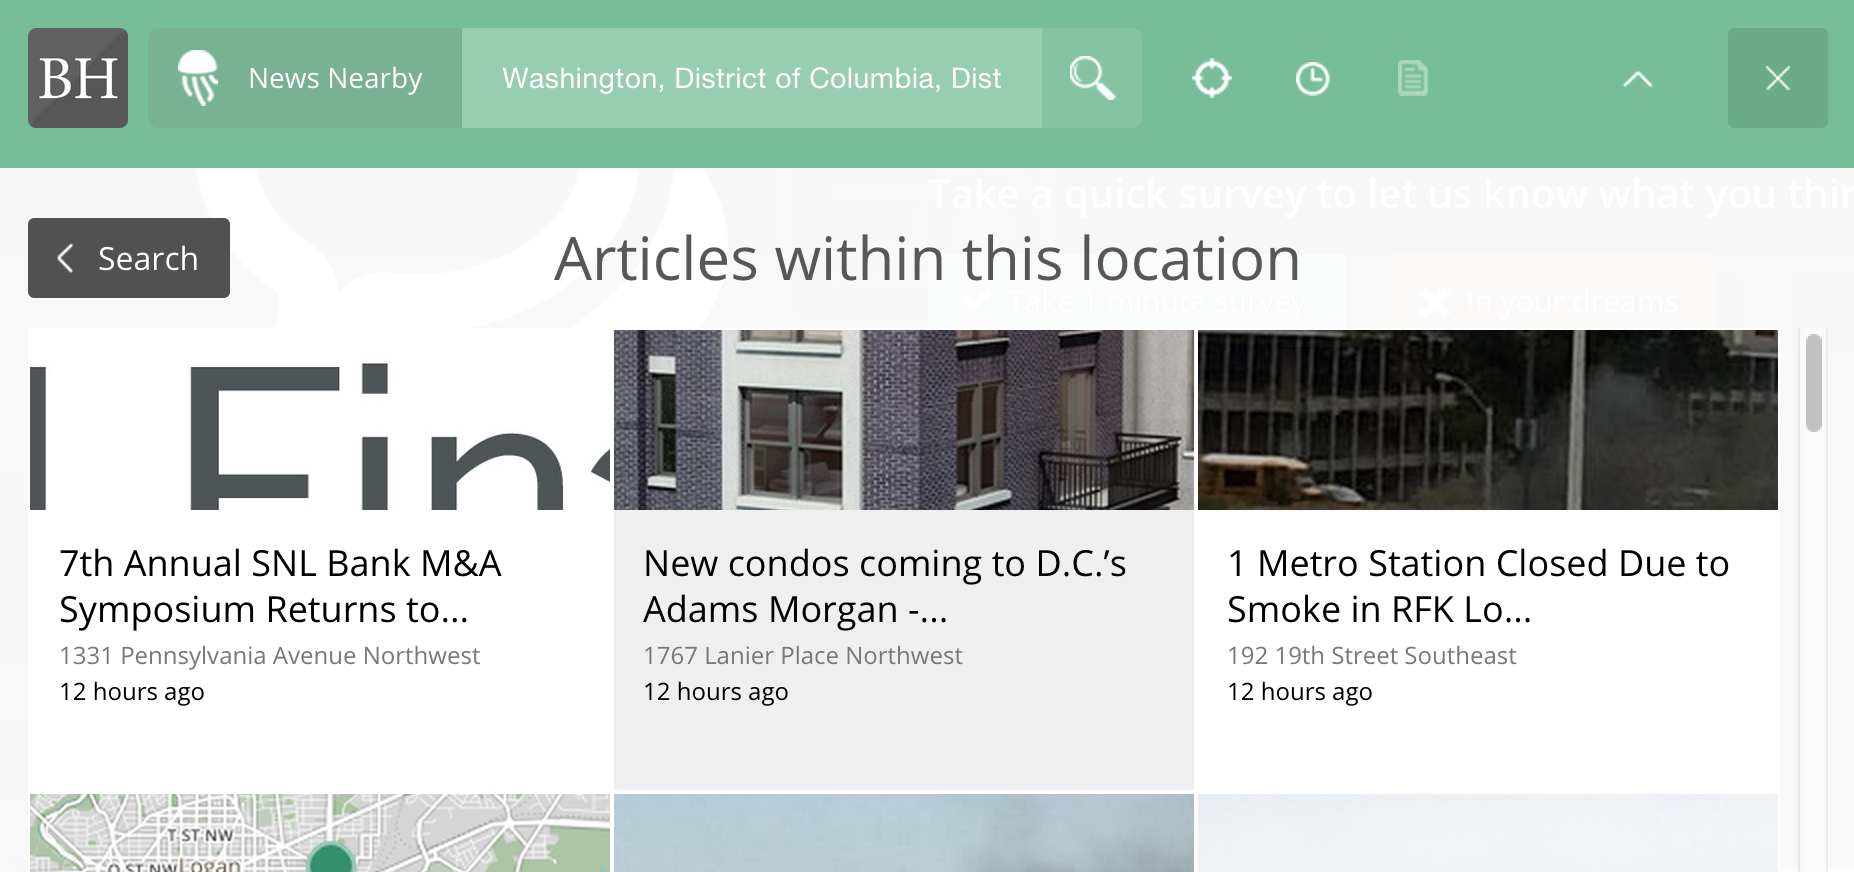 BH
News Nearby
Washington, District of Columbia, Dist
Take a quick survey to let us know what you thin
Search
Articles within this location
Take 1 minute survey
In your dreams
Fin
7th Annual SNL Bank M&A
Symposium Returns to...
1331 Pennsylvania Avenue Northwest
12 hours ago
New condos coming to D.C.’s
Adams Morgan -...
1767 Lanier Place Northwest
12 hours ago
1 Metro Station Closed Due to
Smoke in RFK Lo...
192 19th Street Southeast
12 hours ago
T ST NW
Q ST NW Logan